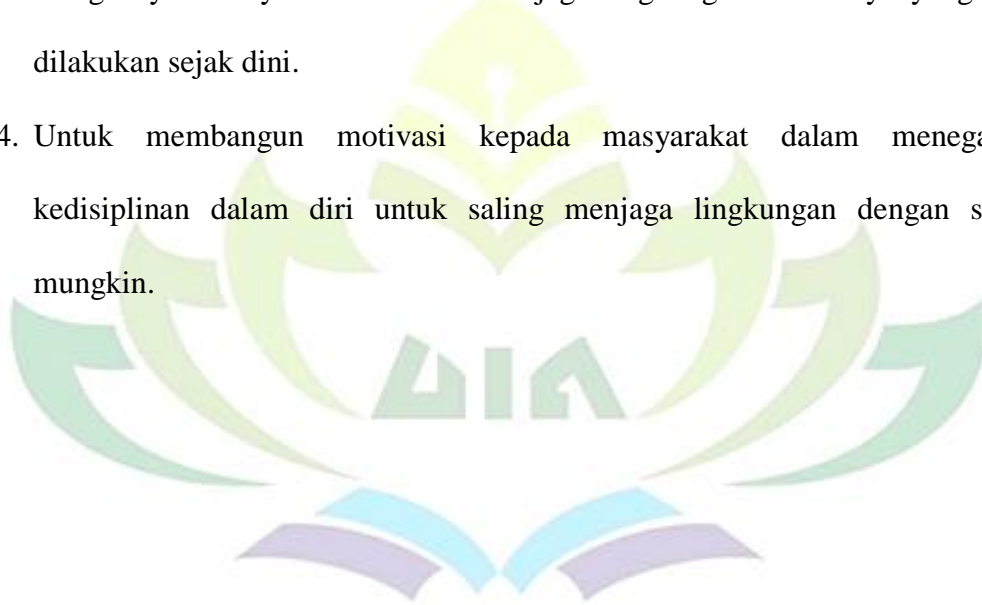 dilakukan sejak dini.
4. Untuk membangun motivasi kepada masyarakat dalam
kedisiplinan dalam diri untuk saling menjaga lingkungan dengan
mungkin.